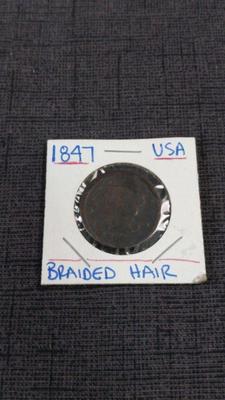 1847 — USA
BRAIDED HAIR